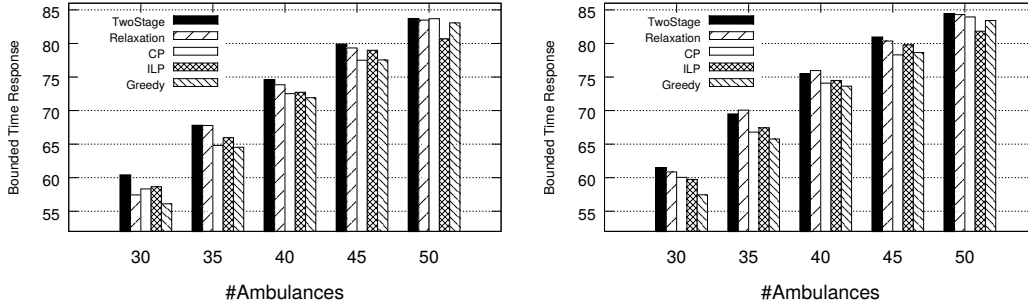 Bounded Time Response
85
80
75
70
65
60
55
TwoStage
Relaxation
CP
ILP
Greedy
30 35 40 45 50
#Ambulances
Bounded Time Response
85
80
75
70
65
60
55
TwoStage
Relaxation
CP
ILP
Greedy
30 35 40 45 50
#Ambulances